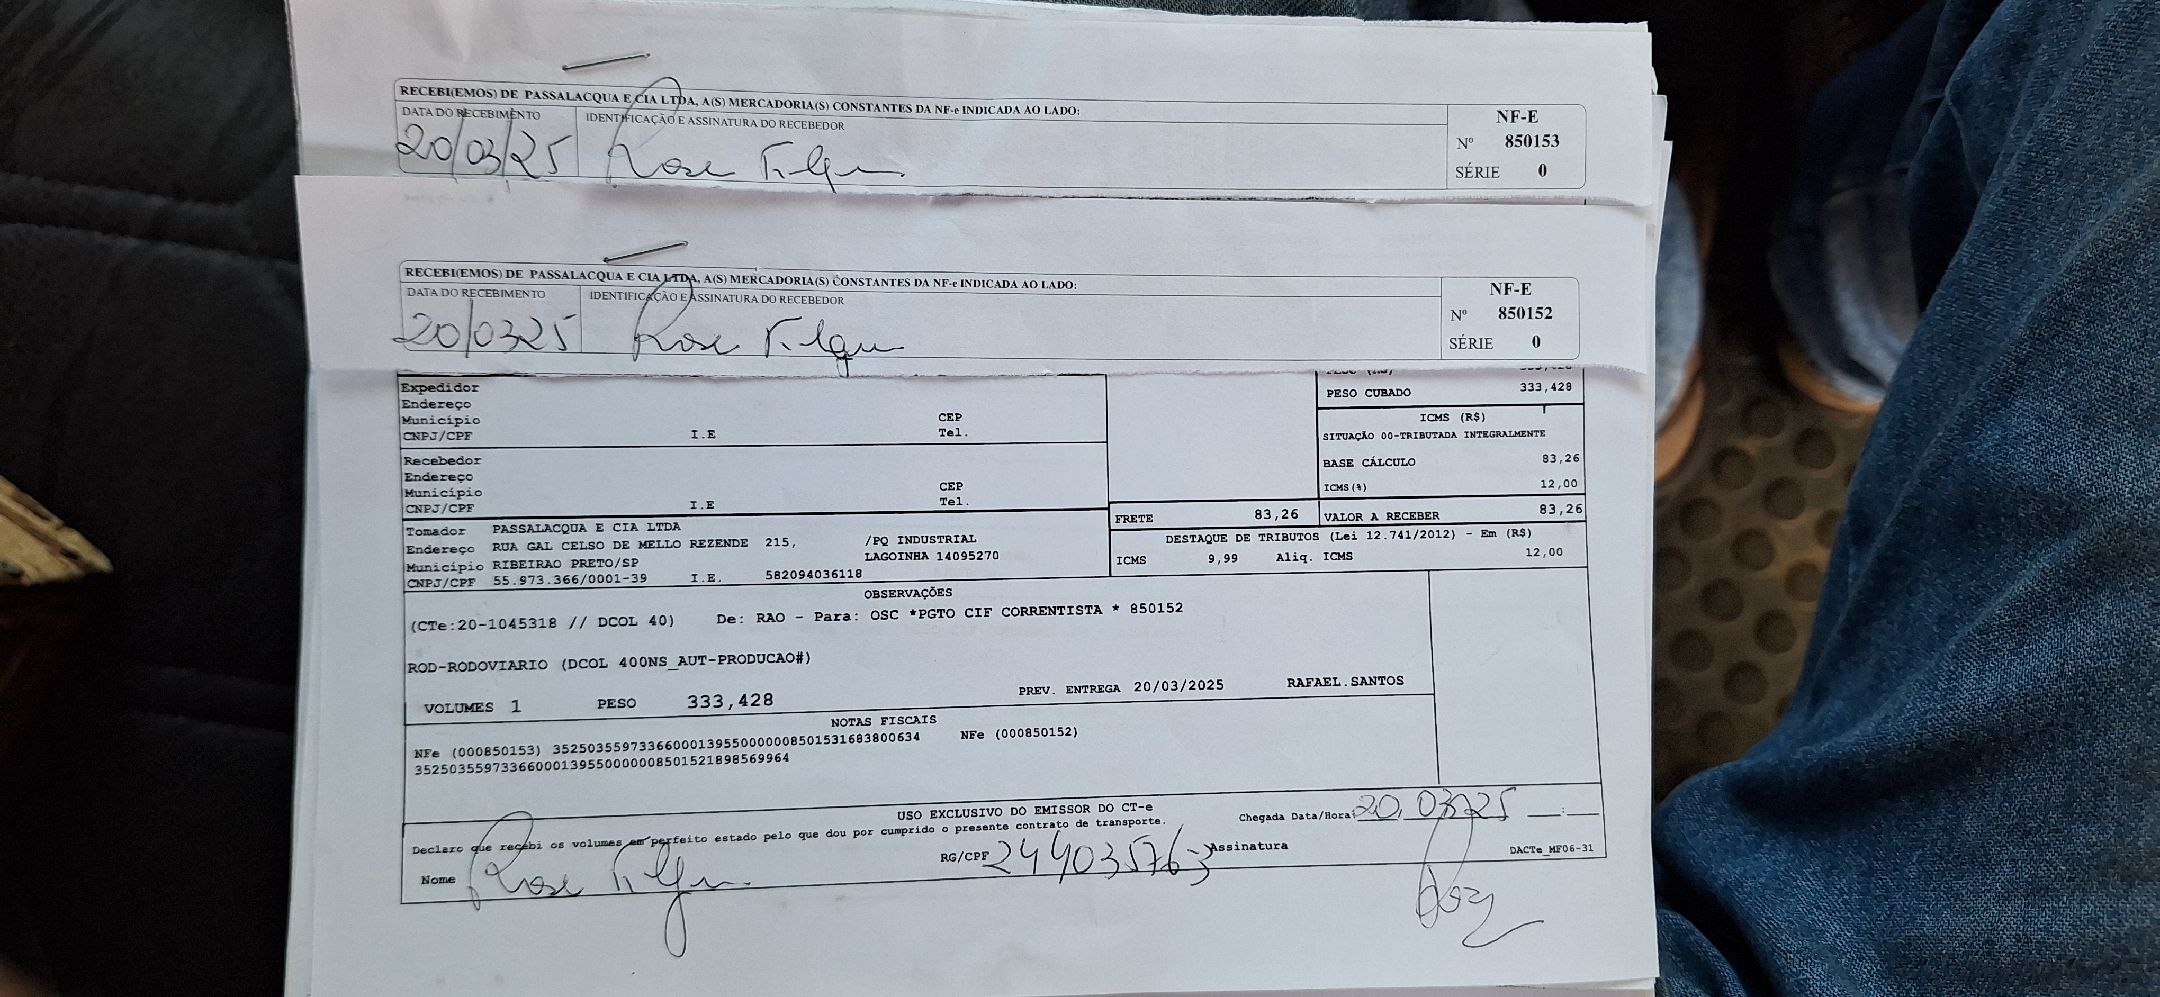 RECEBI(EMOS) DE PASSALACQUA E CIA LTDA, A(S) MERCADORIA(S) CONSTANTES DA NF-e INDICADA AO LADO:
DATA DO RECEBIMENTO IDENTIFICAÇÃO E ASSINATURA DO RECEBEDOR
20/03/25 Rose
NF-E
Nº 850153
SÉRIE 0
RECEBI(EMOS) DE PASSALACQUA E CIA LTDA, A(S) MERCADORIA(S) CONSTANTES DA NF-e INDICADA AO LADO:
DATA DO RECEBIMENTO IDENTIFICAÇÃO E ASSINATURA DO RECEBEDOR
20/0325 Rose
NF-E
Nº 850152
SÉRIE 0
Expedidor
Endereço
Município CEP
CNPJ/CPF I.E Tel.
Recebedor
Endereço
Município CEP
CNPJ/CPF I.E Tel.
PESO CUBADO 333,428
ICMS (R$)
SITUAÇÃO 00-TRIBUTADA INTEGRALMENTE
BASE CÁLCULO 83,26
ICMS(%) 12,00
FRETE 83,26 VALOR A RECEBER 83,26
Tomador PASSALACQUA E CIA LTDA
Endereço RUA GAL CELSO DE MELLO REZENDE 215, /PQ INDUSTRIAL
LAGOINHA 14095270
Município RIBEIRAO PRETO/SP
CNPJ/CPF 55.973.366/0001-39 I.E. 582094036118
DESTAQUE DE TRIBUTOS (Lei 12.741/2012) - Em (R$)
ICMS 9,99 Aliq. ICMS 12,00
OBSERVAÇÕES
(CTe:20-1045318 // DCOL 40) De: RAO - Para: OSC *PGTO CIF CORRENTISTA * 850152
ROD-RODOVIARIO (DCOL 400NS_AUT-PRODUCAO#)
VOLUMES 1 PESO 333,428 PREV. ENTREGA 20/03/2025 RAFAEL.SANTOS
NOTAS FISCAIS
NFe (000850153) 35250355973366000139550000008501531683800634 NFe (000850152)
35250355973366000139550000008501521898569964
USO EXCLUSIVO DO EMISSOR DO CT-e
Declaro que recebi os volumes em perfeito estado pelo que dou por cumprido o presente contrato de transporte. Chegada Data/Hora: 20/03/25 __:__
Nome Rose RG/CPF 244035763 Assinatura
DACTe_MF06-31